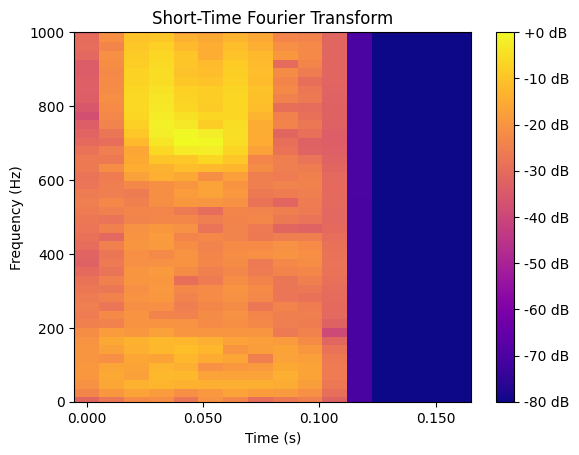 Short-Time Fourier Transform
1000
800
600
400
200
0
Frequency (Hz)
0.000
0.050
0.100
0.150
Time (s)
+0 dB
-10 dB
-20 dB
-30 dB
-40 dB
-50 dB
-60 dB
-70 dB
-80 dB